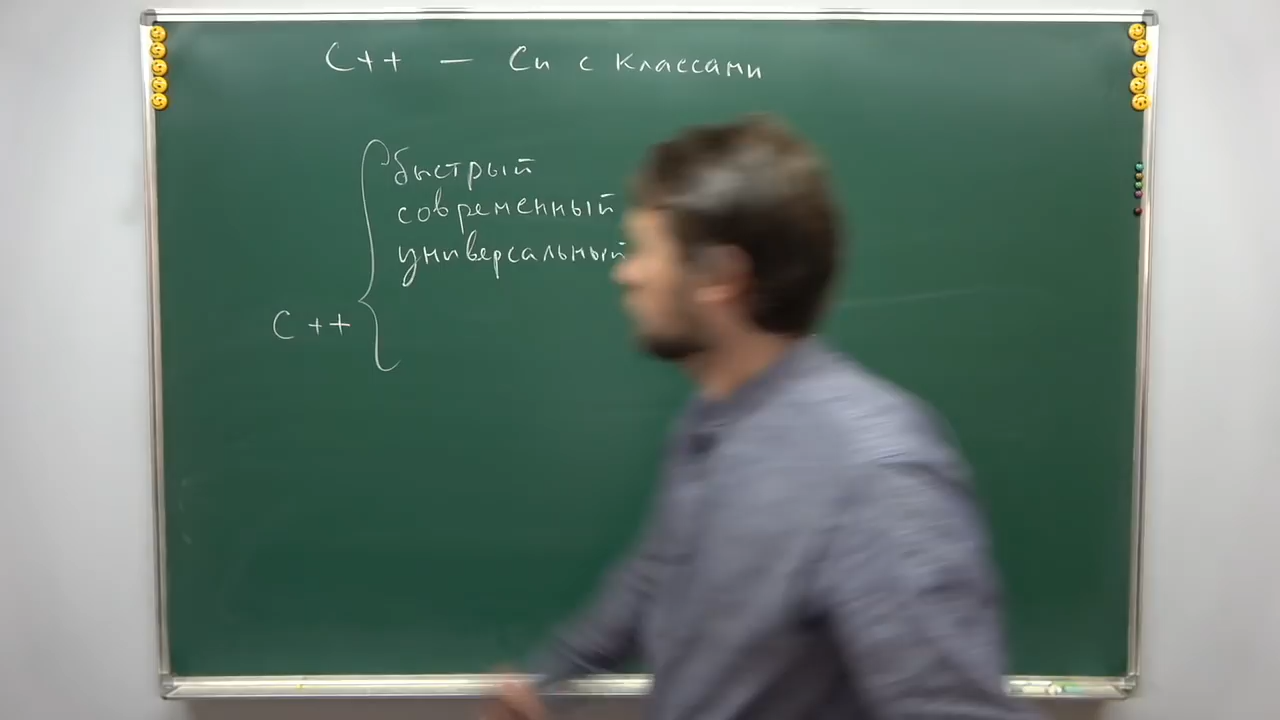 C++ — Си с классами
быстрый
современный
универсальный
C++